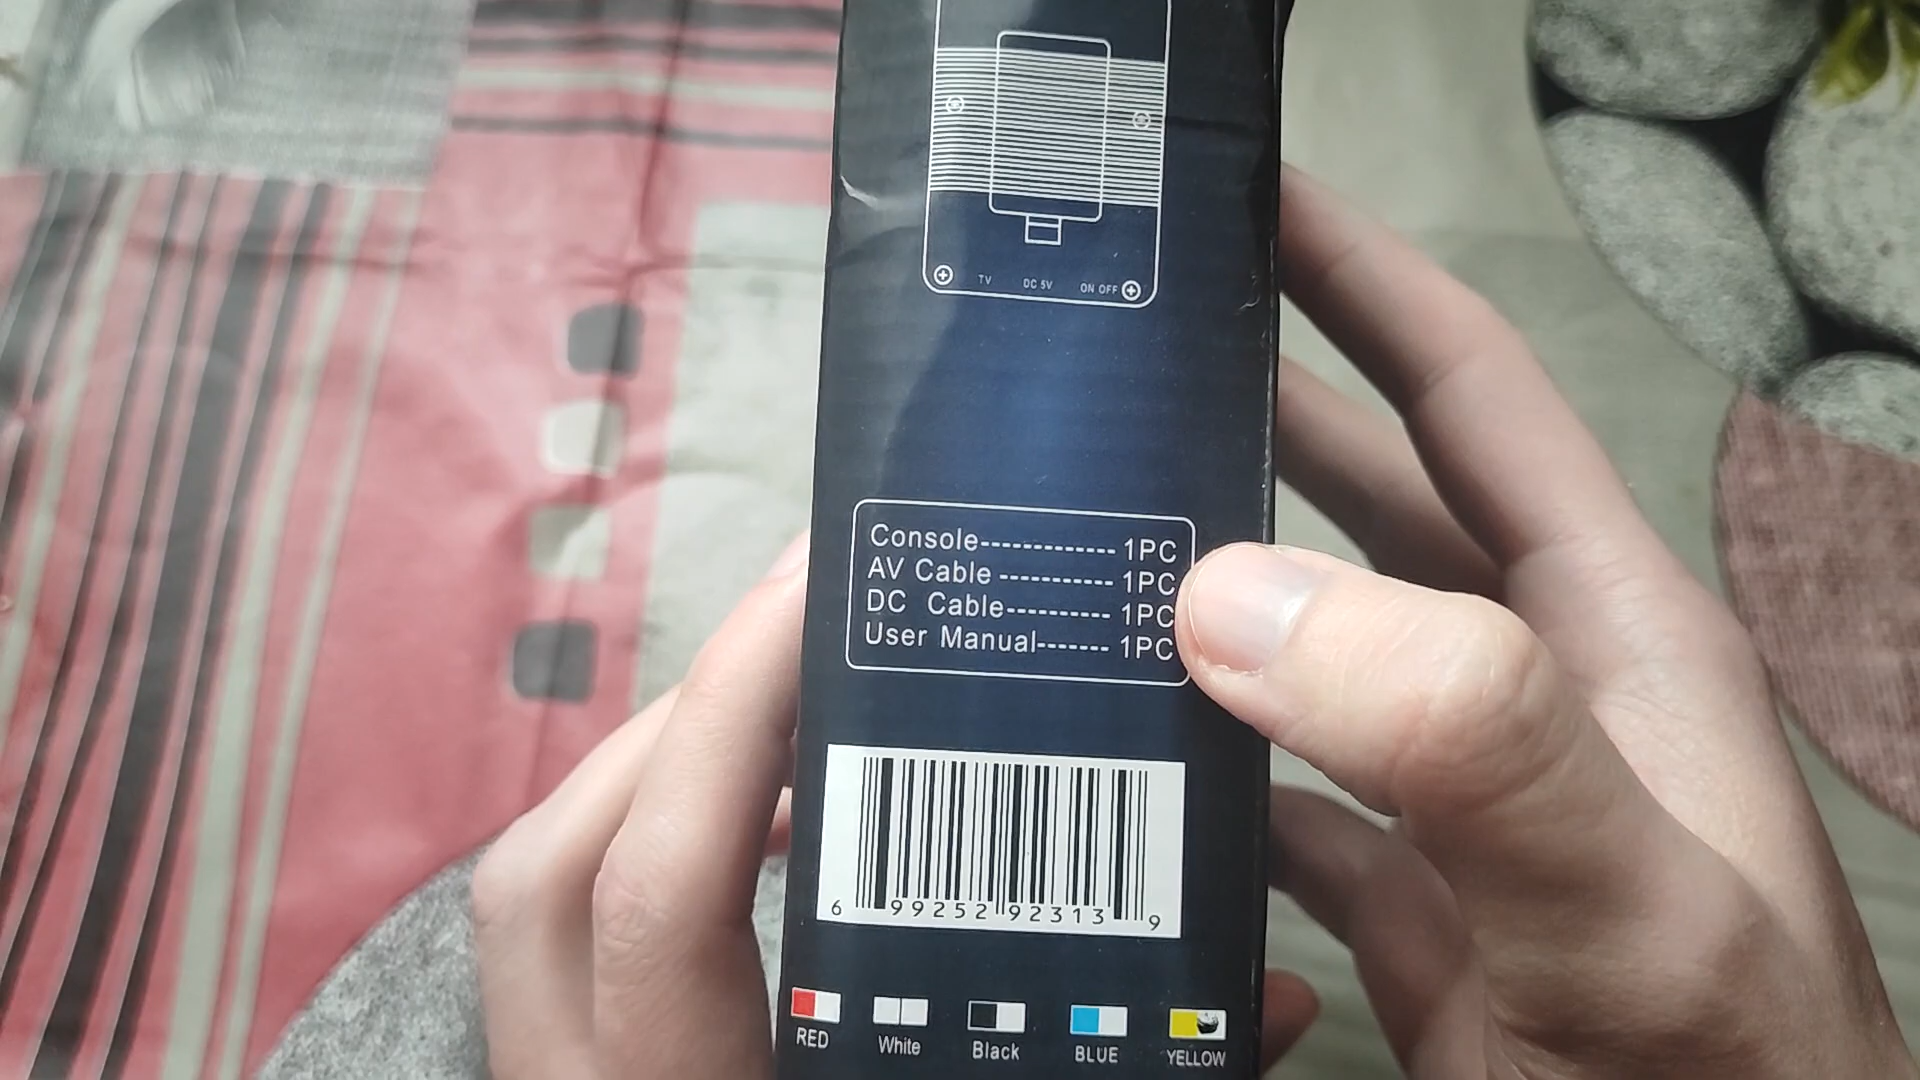 TV DC 5V ON OFF
Console------------- 1PC
AV Cable ----------- 1PC
DC Cable---------- 1PC
User Manual------- 1PC
6 99252 92313 9
RED White Black BLUE YELLOW